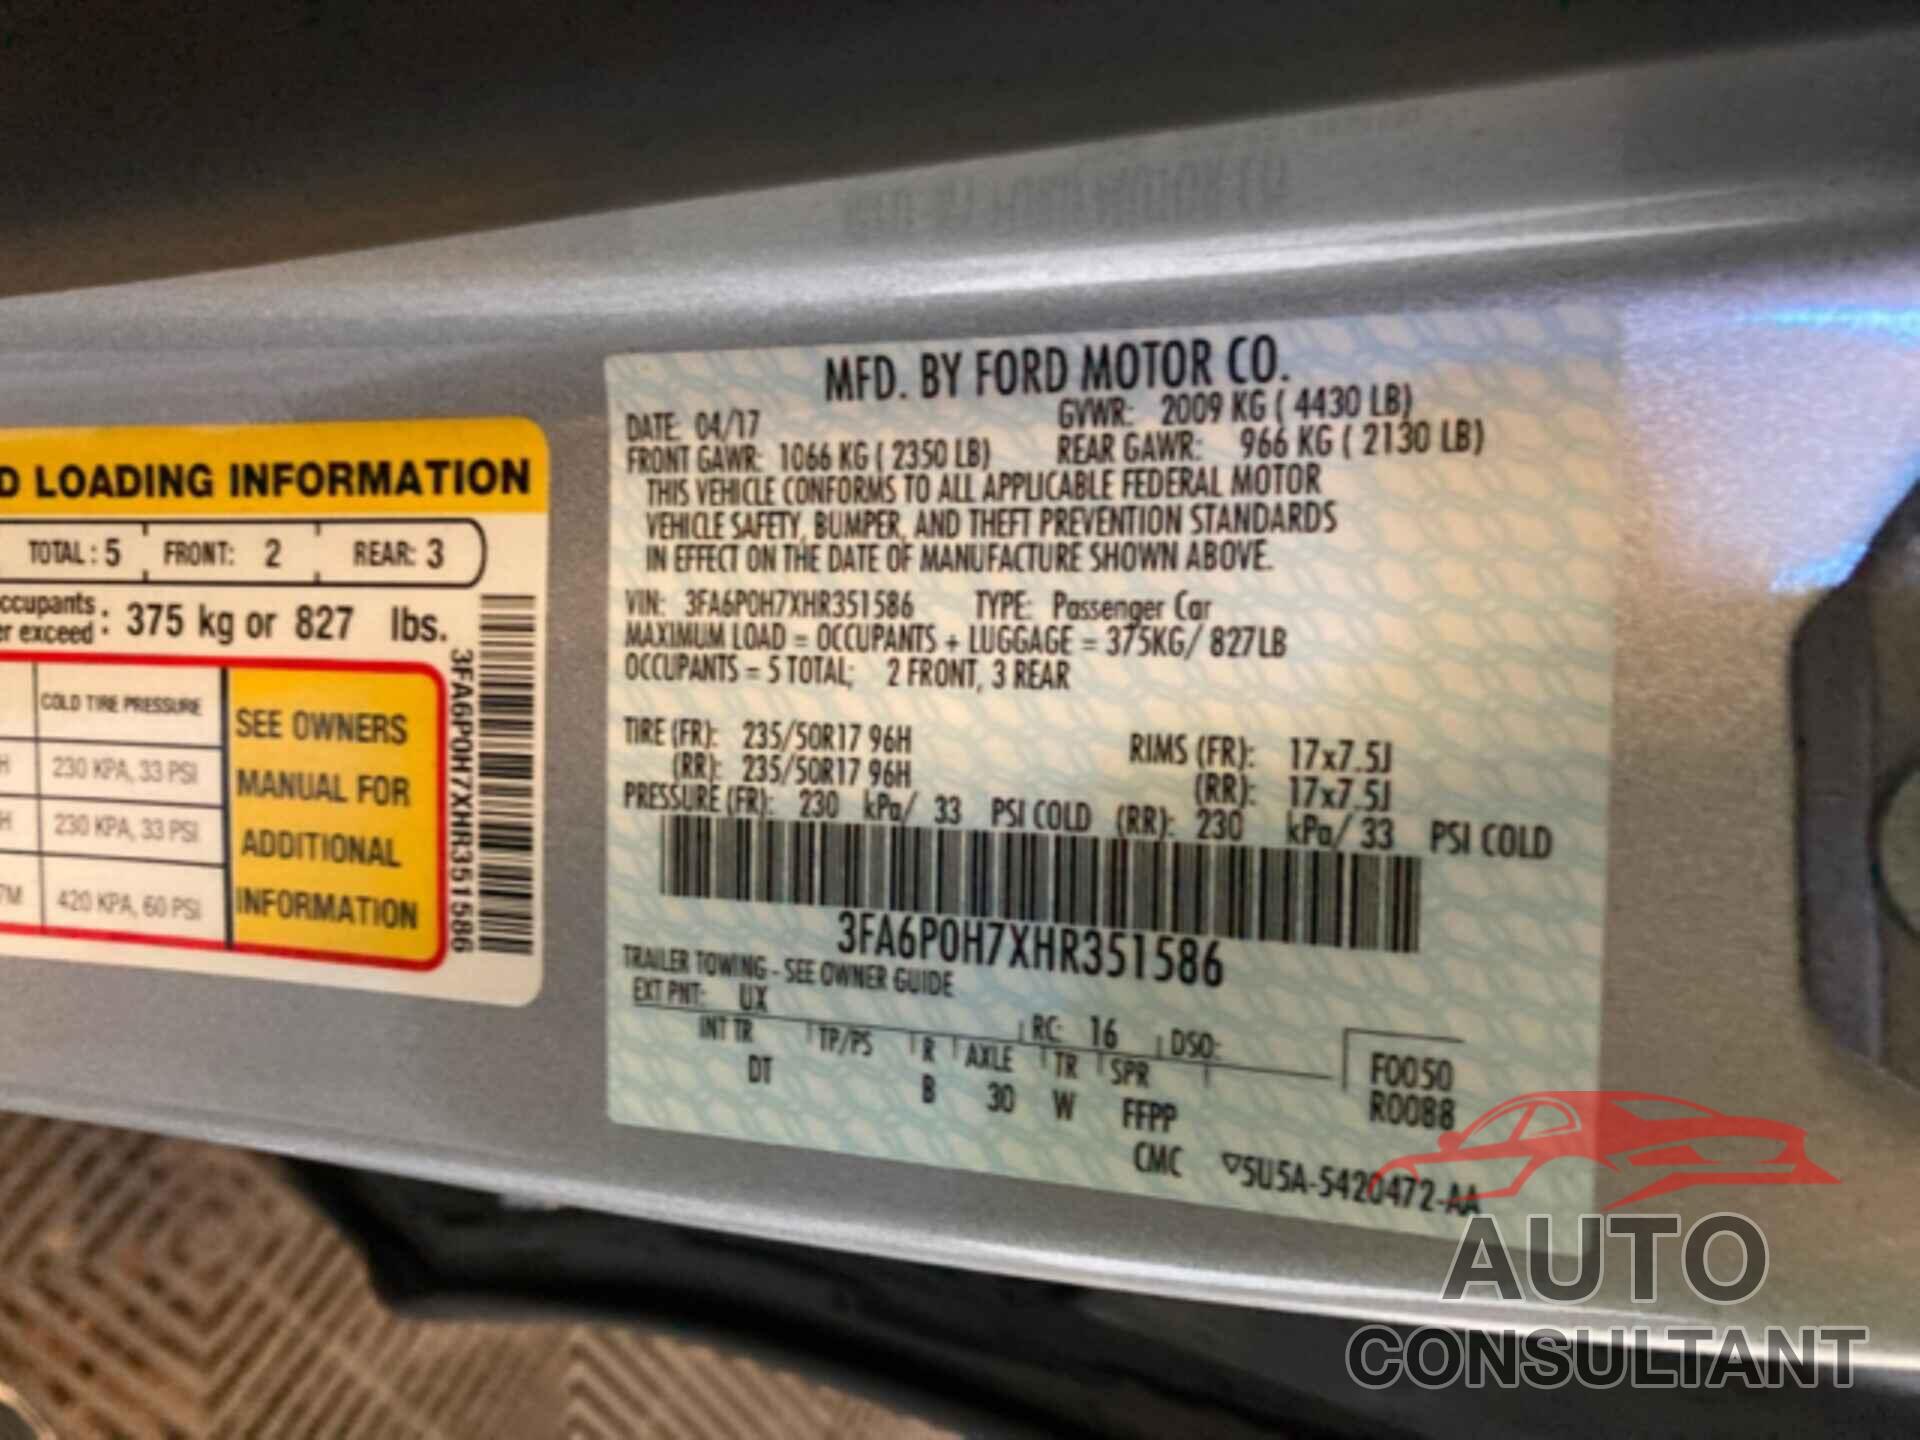 D LOADING INFORMATION
TOTAL: 5 FRONT: 2 REAR: 3
ccupants
er exceed : 375 kg or 827 lbs.
COLD TIRE PRESSURE
H 230 KPA, 33 PSI
H 230 KPA, 33 PSI
7M 420 KPA, 60 PSI
SEE OWNERS
MANUAL FOR
ADDITIONAL
INFORMATION
3FA6P0H7XHR351586
MFD. BY FORD MOTOR CO.
DATE: 04/17 GVWR: 2009 KG ( 4430 LB)
FRONT GAWR: 1066 KG ( 2350 LB) REAR GAWR: 966 KG ( 2130 LB)
THIS VEHICLE CONFORMS TO ALL APPLICABLE FEDERAL MOTOR
VEHICLE SAFETY, BUMPER, AND THEFT PREVENTION STANDARDS
IN EFFECT ON THE DATE OF MANUFACTURE SHOWN ABOVE.
VIN: 3FA6P0H7XHR351586 TYPE: Passenger Car
MAXIMUM LOAD = OCCUPANTS + LUGGAGE = 375KG/ 827LB
OCCUPANTS = 5 TOTAL; 2 FRONT, 3 REAR
TIRE (FR): 235/50R17 96H RIMS (FR): 17x7.5J
(RR): 235/50R17 96H (RR): 17x7.5J
PRESSURE (FR): 230 kPa/ 33 PSI COLD (RR): 230 kPa/ 33 PSI COLD
3FA6P0H7XHR351586
TRAILER TOWING - SEE OWNER GUIDE
EXT PNT: UX RC: 16 DSO:
INT TR TP/PS R AXLE TR SPR F0050
DT B 30 W FFPP R0088
CMC 5U5A-5420472-AA
AUTO
CONSULTANT